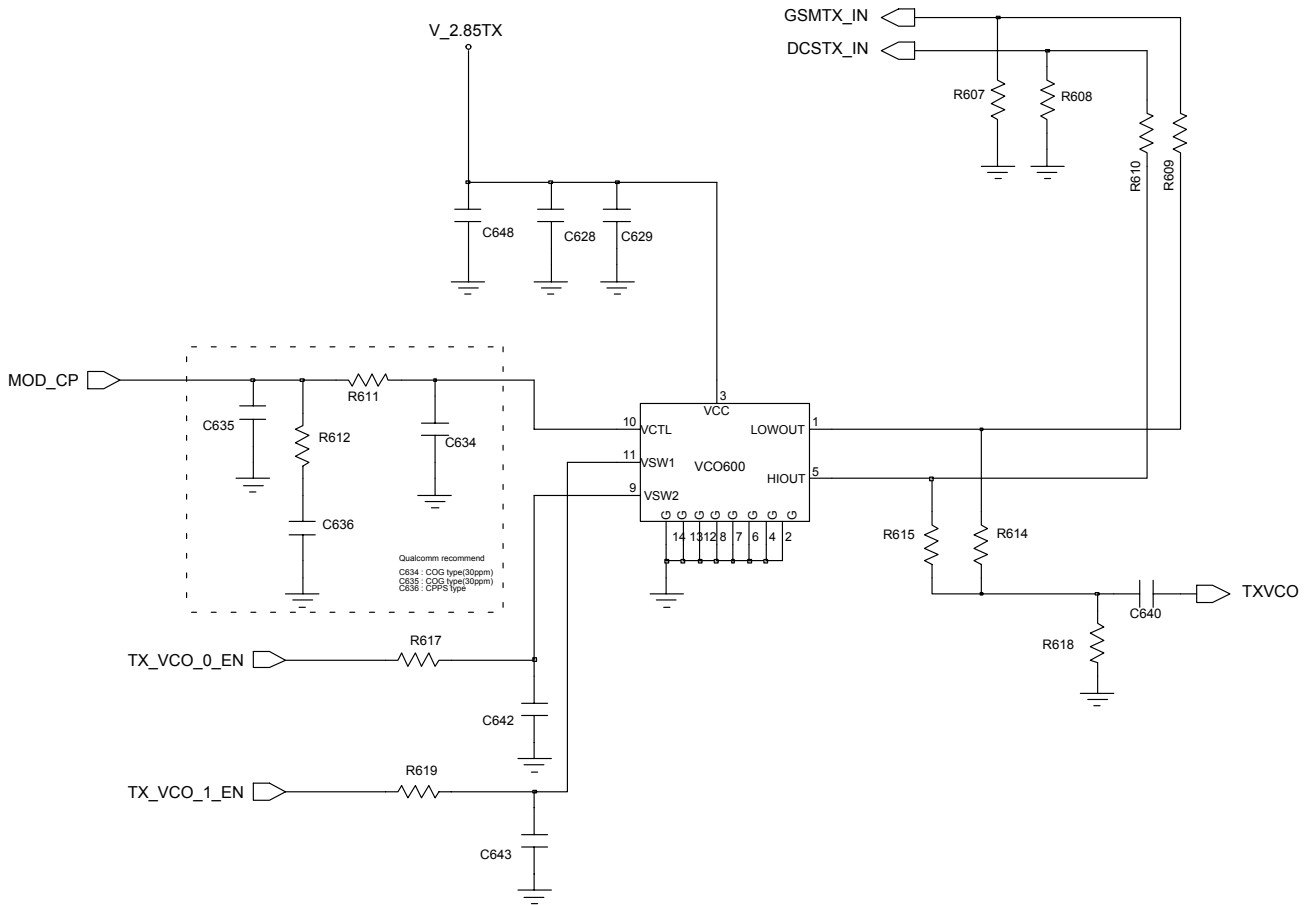 GSMTX_IN
V_2.85TX
DCSTX_IN
R607
R608
R610
R609
C648
C628
C629
MOD_CP
R611
C635
R612
C634
C636
3
VCC
10
VCTL
LOWOUT
1
11
VSW1
VCO600
HIOUT
5
9
VSW2
G G G G G G G G
14 13 12 8 7 6 4 2
R615
R614
Qualcomm recommend
C634 : COG type(30ppm)
C635 : COG type(30ppm)
C636 : CPPS type
TXVCO
C640
R618
R617
TX_VCO_0_EN
C642
R619
TX_VCO_1_EN
C643